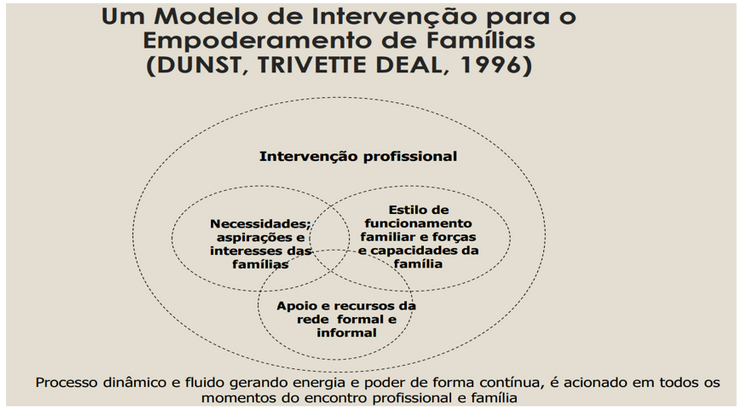 Um Modelo de Intervenção para o
Empoderamento de Famílias
(DUNST, TRIVETTE DEAL, 1996)
Intervenção profissional
Necessidades;
aspirações e
interesses das
famílias
Estilo de
funcionamento
familiar e forças
e capacidades da
família
Apoio e recursos da
rede formal e
informal
Processo dinâmico e fluido gerando energia e poder de forma contínua, é acionado em todos os
momentos do encontro profissional e família